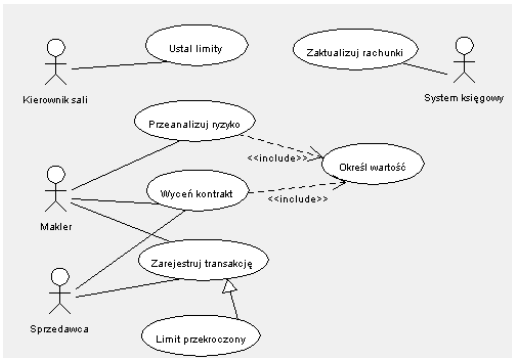 Ustal limity
Zaktualizuj rachunki
Kierownik sali
System księgowy
Przeanalizuj ryzyko
<<include>>
Określ wartość
Wyceń kontrakt
<<include>>
Makler
Zarejestruj transakcję
Sprzedawca
Limit przekroczony